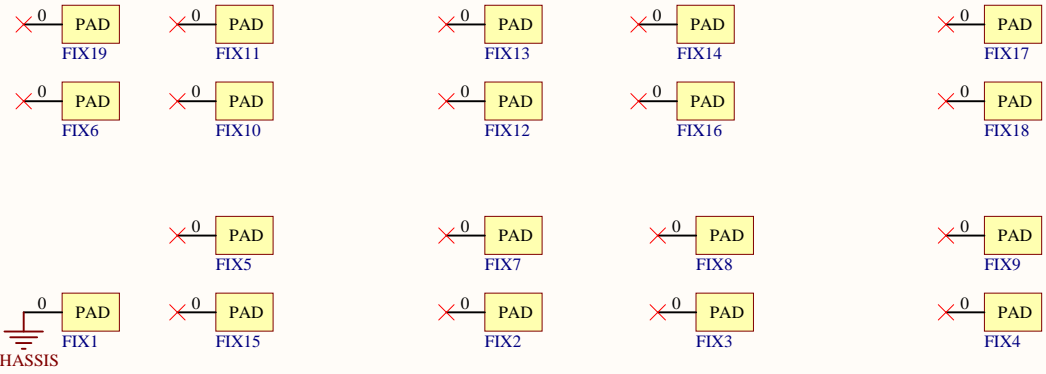 0 PAD 0 PAD 0 PAD 0 PAD 0 PAD
FIX19 FIX11 FIX13 FIX14 FIX17
0 PAD 0 PAD 0 PAD 0 PAD 0 PAD
FIX6 FIX10 FIX12 FIX16 FIX18
0 PAD 0 PAD 0 PAD 0 PAD
FIX5 FIX7 FIX8 FIX9
0 PAD 0 PAD 0 PAD 0 PAD 0 PAD
FIX1 FIX15 FIX2 FIX3 FIX4
HASSIS